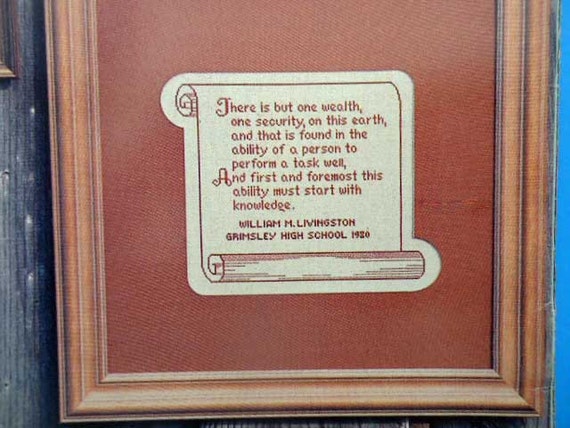 There is but one wealth,
one security, on this earth,
and that is found in the
ability of a person to
perform a task well,
And first and foremost this
ability must start with
knowledge.
WILLIAM M. LIVINGSTON
GRIMSLEY HIGH SCHOOL 1980